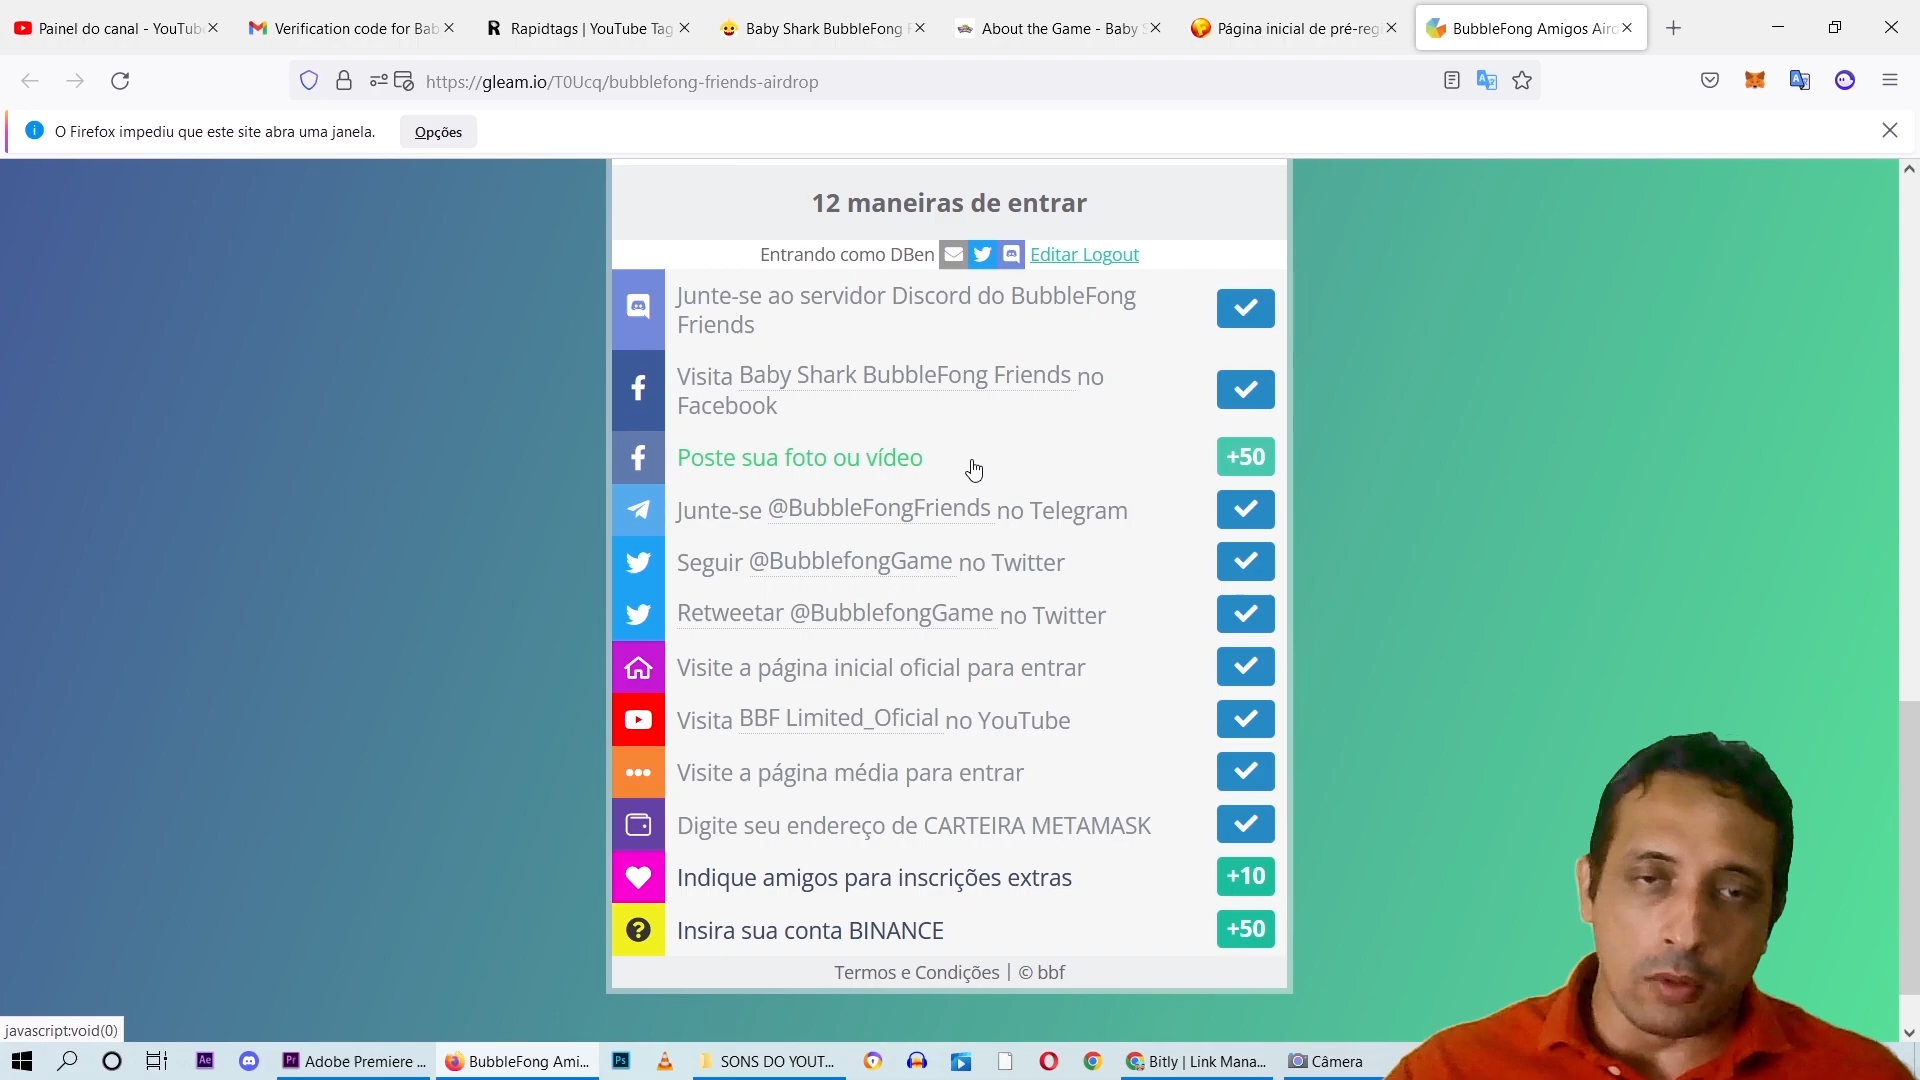 Painel do canal - YouTube
Verification code for Bab
R Rapidtags | YouTube Tag
Baby Shark BubbleFong F
About the Game - Baby S
Página inicial de pré-regi
BubbleFong Amigos Aird
https://gleam.io/T0Ucq/bubblefong-friends-airdrop
O Firefox impediu que este site abra uma janela.
Opções
12 maneiras de entrar
Entrando como DBen Editar Logout
Junte-se ao servidor Discord do BubbleFong
Friends
Visita Baby Shark BubbleFong Friends no
Facebook
Poste sua foto ou vídeo +50
Junte-se @BubbleFongFriends no Telegram
Seguir @BubblefongGame no Twitter
Retweetar @BubblefongGame no Twitter
Visite a página inicial oficial para entrar
Visita BBF Limited_Oficial no YouTube
Visite a página média para entrar
Digite seu endereço de CARTEIRA METAMASK
Indique amigos para inscrições extras +10
Insira sua conta BINANCE +50
Termos e Condições | © bbf
javascript:void(0)
Ae
Pr Adobe Premiere ...
BubbleFong Ami...
Ps
SONS DO YOUT...
Bitly | Link Mana...
Câmera